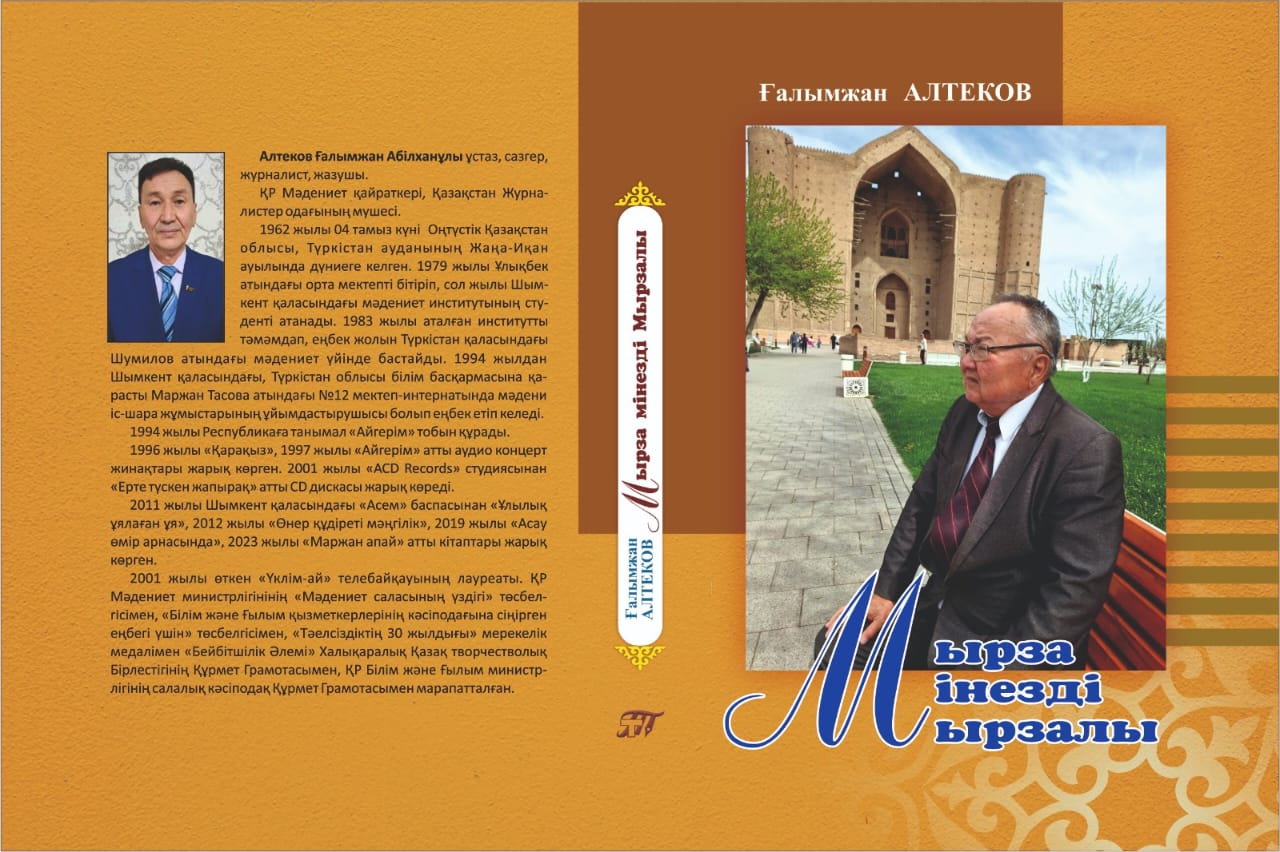 Алтеков Ғалымжан Абілханұлы ұстаз, сазгер,
журналист, жазушы.
ҚР Мәдениет қайраткері, Қазақстан Журна-
листер одағының мүшесі.
1962 жылы 04 тамыз күні Оңтүстік Қазақстан
облысы, Түркістан ауданының Жаңа-Иқан
ауылында дүниеге келген. 1979 жылы Ұлықбек
атындағы орта мектепті бітіріп, сол жылы Шым-
кент қаласындағы мәдениет институтының сту-
денті атанады. 1983 жылы аталған институтты
тәмәмдап, еңбек жолын Түркістан қаласындағы
Шумилов атындағы мәдениет үйінде бастайды. 1994 жылдан
Шымкент қаласындағы, Түркістан облысы білім басқармасына қа-
расты Маржан Тасова атындағы №12 мектеп-интернатында мәдени
іс-шара жұмыстарының ұйымдастырушысы болып еңбек етіп келеді.
1994 жылы Республикаға танымал «Айгерім» тобын құрады.
1996 жылы «Қарақыз», 1997 жылы «Айгерім» атты аудио концерт
жинақтары жарық көрген. 2001 жылы «ACD Records» студиясынан
«Ерте түскен жапырақ» атты CD дискасы жарық көреді.
2011 жылы Шымкент қаласындағы «Асем» баспасынан «Ұлылық
ұялаған ұя», 2012 жылы «Өнер құдіреті мәңгілік», 2019 жылы «Асау
өмір арнасында», 2023 жылы «Маржан апай» атты кітаптары жарық
көрген.
2001 жылы өткен «Үклім-ай» телебайқауының лауреаты. ҚР
Мәдениет министрлігінінің «Мәдениет саласының үздігі» төсбел-
гісімен, «Білім және Ғылым қызметкерлерінің кәсіподағына сіңірген
еңбегі үшін» төсбелгісімен, «Тәелсіздіктің 30 жылдығы» мерекелік
медалімен «Бейбітшілік Әлемі» Халықаралық Қазақ творчестволық
Бірлестігінің Құрмет Грамотасымен, ҚР Білім және Ғылым министр-
лігінің салалық кәсіподақ Құрмет Грамотасымен марапатталған.
Ғалымжан
АЛТЕКОВ
Мырза мінезді Мырзалы
Ғалымжан АЛТЕКОВ
Мырза
Мінезді
Мырзалы